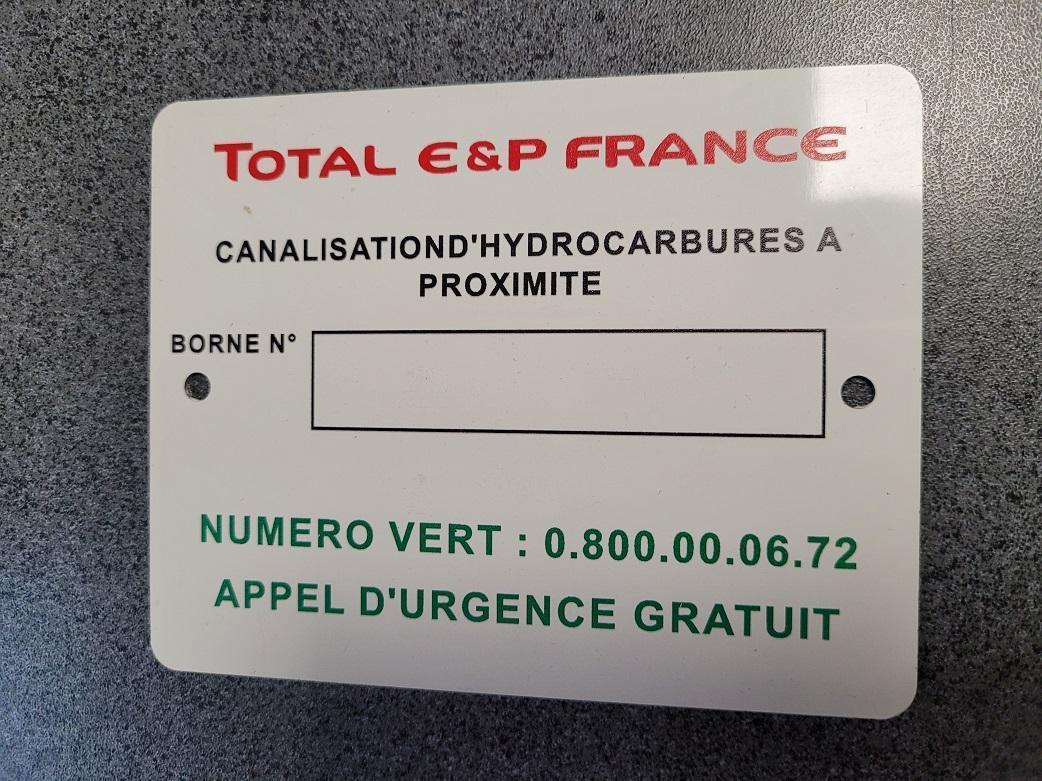 TOTAL E&P FRANCE
CANALISATIOND'HYDROCARBURES A
PROXIMITE
BORNE N°
NUMERO VERT : 0.800.00.06.72
APPEL D'URGENCE GRATUIT